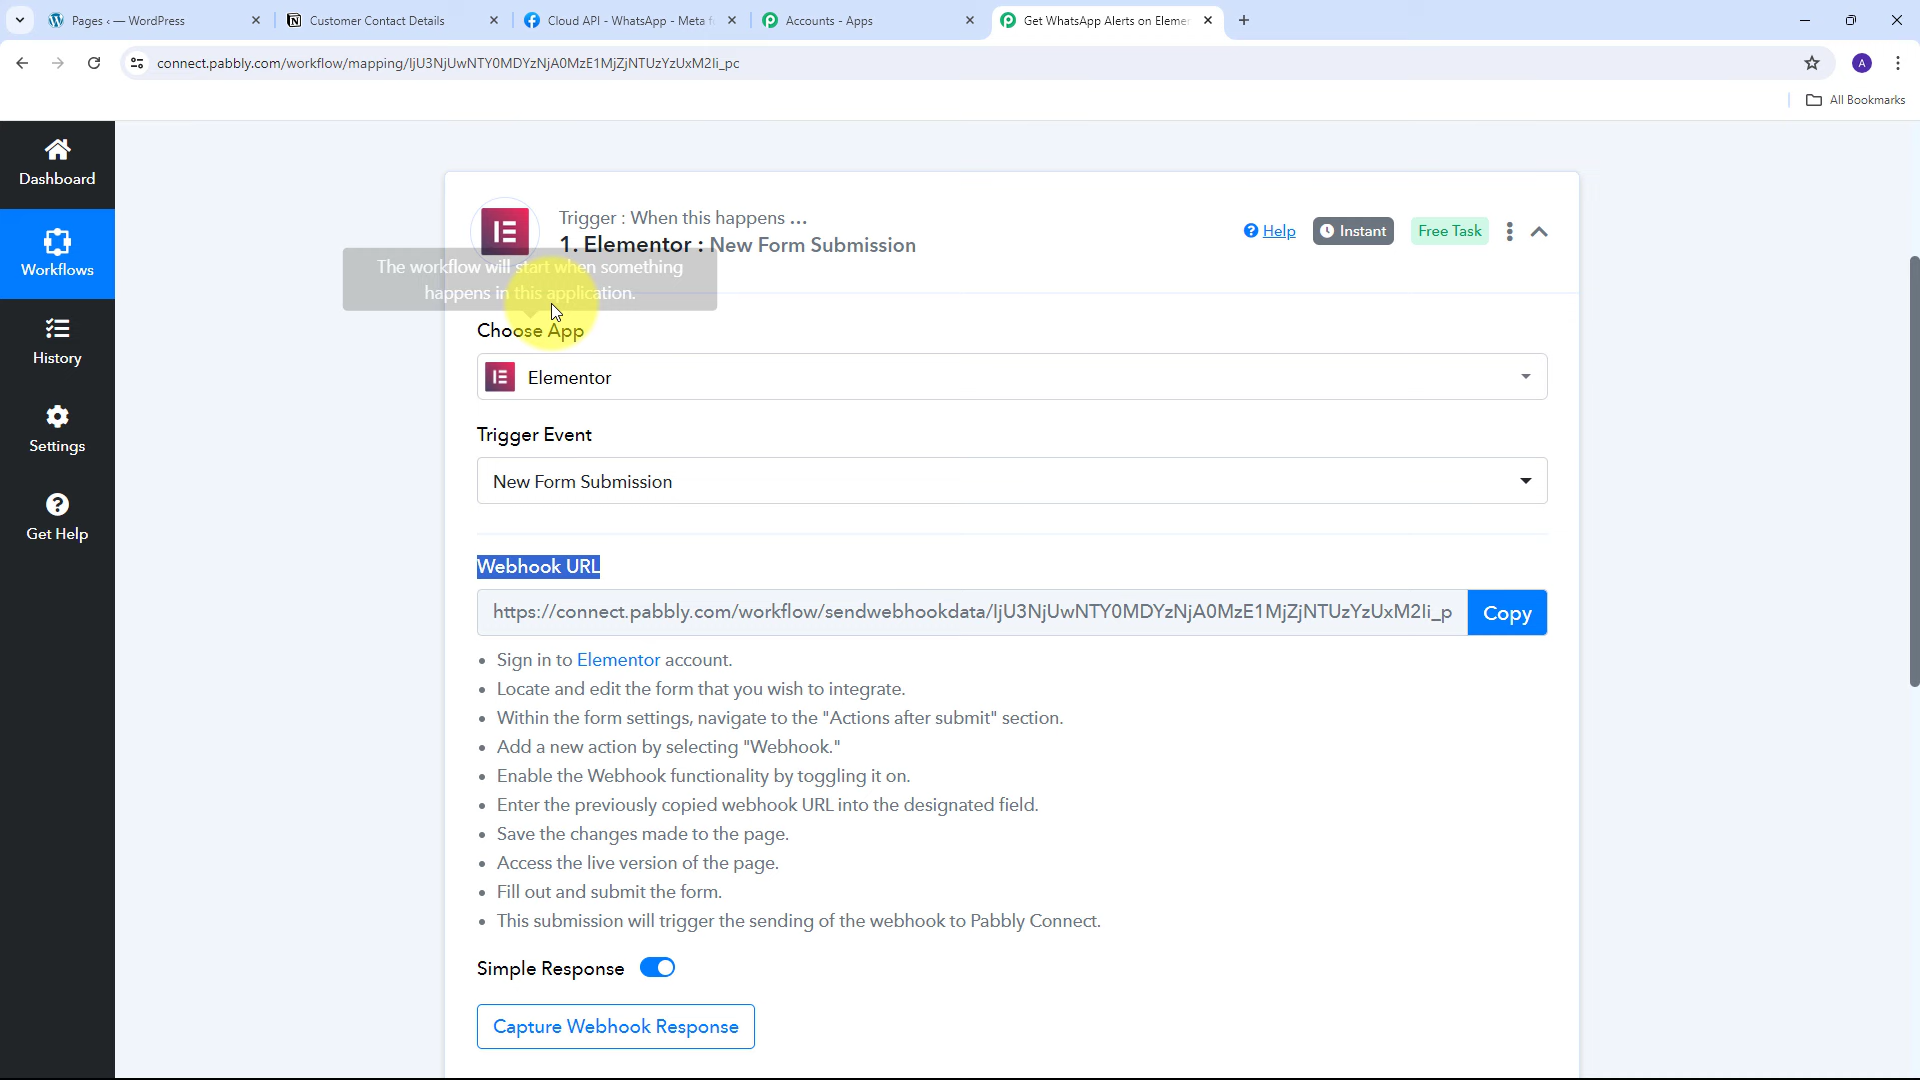 Pages ‹ — WordPress
Customer Contact Details
Cloud API - WhatsApp - Meta f
Accounts - Apps
Get WhatsApp Alerts on Eleme
connect.pabbly.com/workflow/mapping/IjU3NjUwNTY0MDYzNjA0MzE1MjZjNTUzYzUxM2Ii_pc
A
All Bookmarks
Dashboard
Workflows
History
Settings
Get Help
Trigger : When this happens ...
1. Elementor : New Form Submission
Help
Instant
Free Task
The workflow will start when something
happens in this application.
Choose App
Elementor
Trigger Event
New Form Submission
Webhook URL
https://connect.pabbly.com/workflow/sendwebhookdata/IjU3NjUwNTY0MDYzNjA0MzE1MjZjNTUzYzUxM2Ii_p
Copy
• Sign in to Elementor account.
• Locate and edit the form that you wish to integrate.
• Within the form settings, navigate to the "Actions after submit" section.
• Add a new action by selecting "Webhook."
• Enable the Webhook functionality by toggling it on.
• Enter the previously copied webhook URL into the designated field.
• Save the changes made to the page.
• Access the live version of the page.
• Fill out and submit the form.
• This submission will trigger the sending of the webhook to Pabbly Connect.
Simple Response
Capture Webhook Response